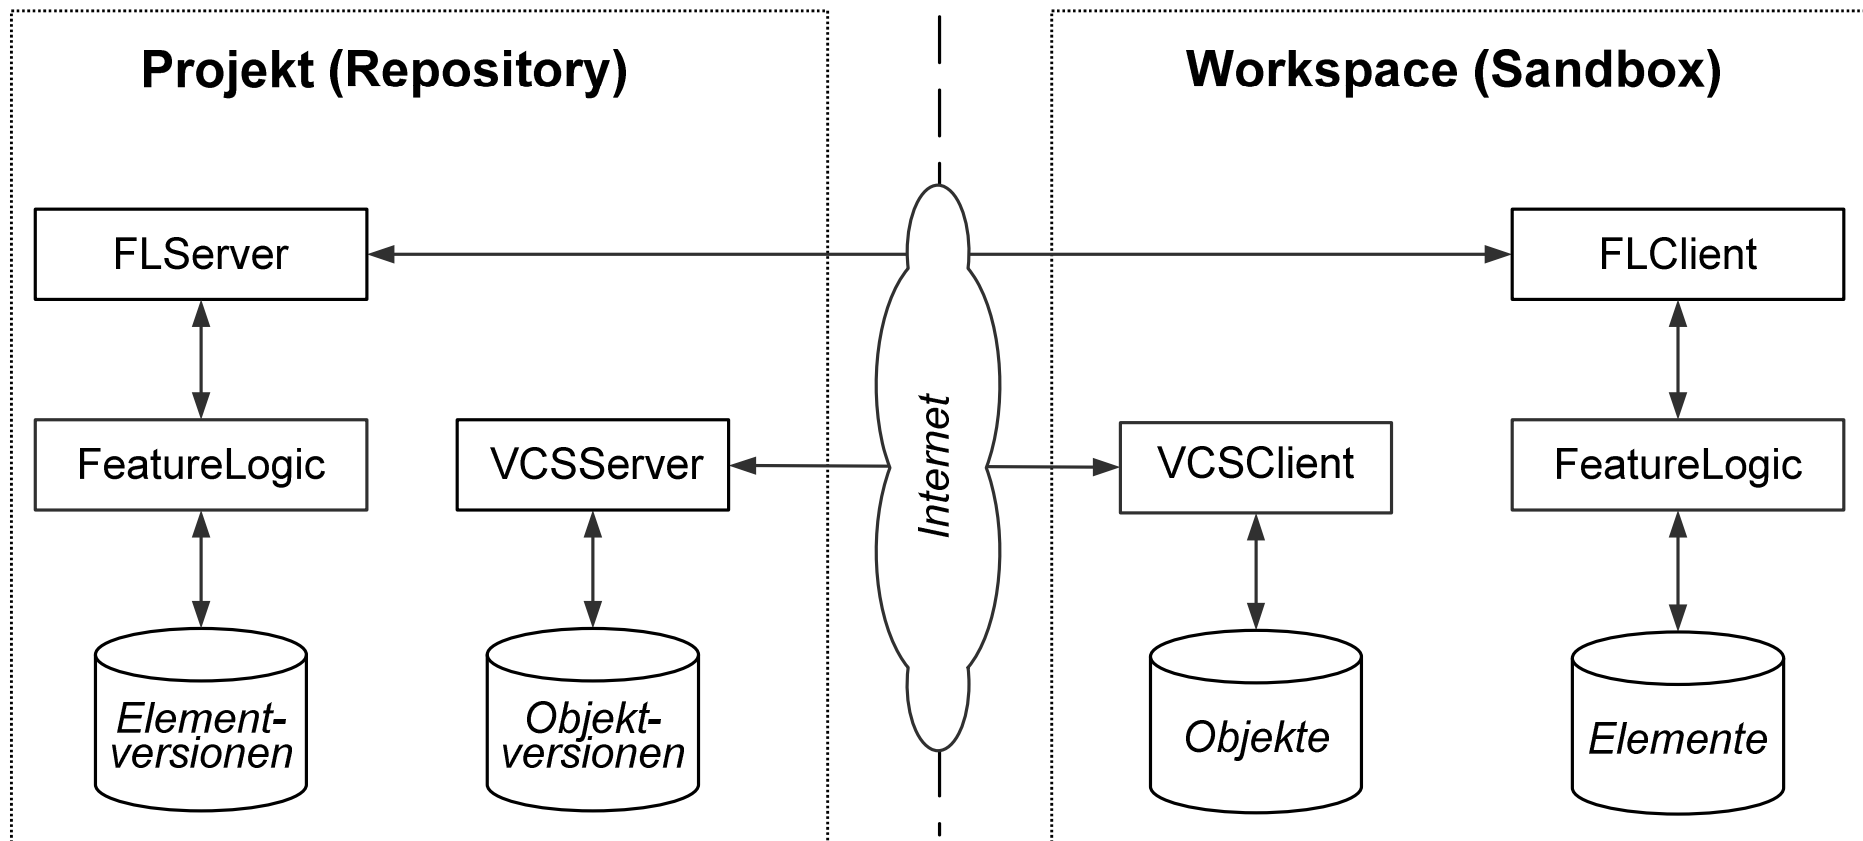 Projekt (Repository)
Workspace (Sandbox)
FLServer
FLClient
FeatureLogic
VCSServer
Internet
VCSClient
FeatureLogic
Element-
versionen
Objekt-
versionen
Objekte
Elemente